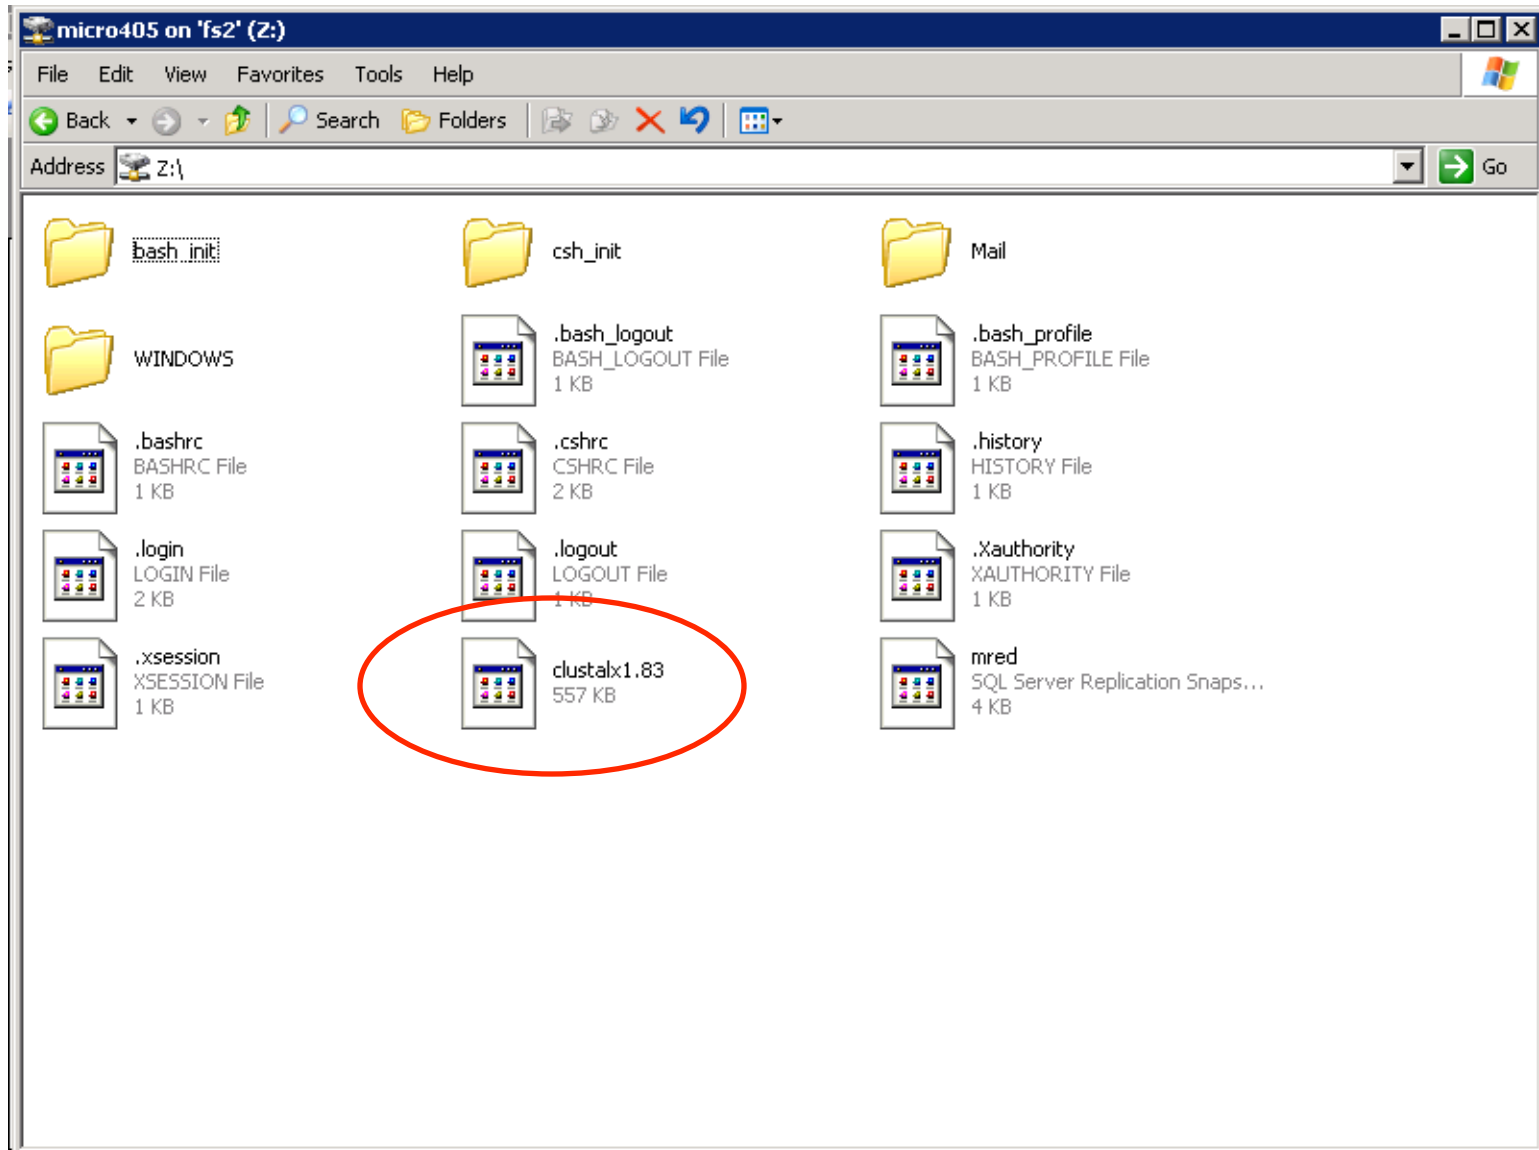 micro405 on 'fs2' (Z:)
File Edit View Favorites Tools Help
Back Search Folders
Address Z:\ Go
bash_init
csh_init
Mail
WINDOWS
.bash_logout
BASH_LOGOUT File
1 KB
.bash_profile
BASH_PROFILE File
1 KB
.bashrc
BASHRC File
1 KB
.cshrc
CSHRC File
2 KB
.history
HISTORY File
1 KB
.login
LOGIN File
2 KB
.logout
LOGOUT File
1 KB
.Xauthority
XAUTHORITY File
1 KB
.xsession
XSESSION File
1 KB
clustalx1.83
557 KB
mred
SQL Server Replication Snaps...
4 KB